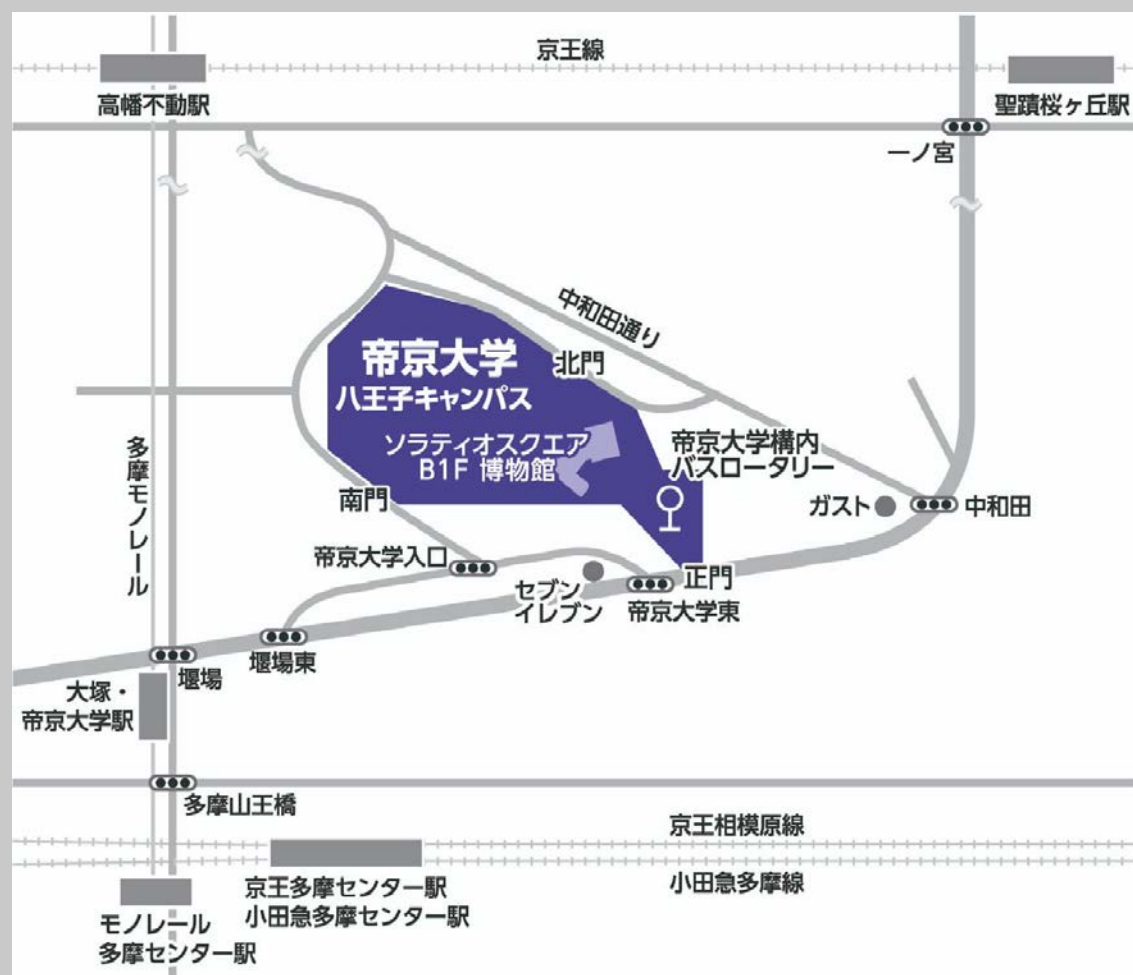 京王線
高幡不動駅
聖蹟桜ヶ丘駅
一ノ宮
中和田通り
帝京大学
八王子キャンパス
北門
ソラティオスクエア
B1F 博物館
帝京大学構内
バスロータリー
多摩モノレール
南門
ガスト
中和田
帝京大学入口
セブン
イレブン
正門
帝京大学東
堰場東
堰場
大塚・
帝京大学駅
多摩山王橋
京王相模原線
京王多摩センター駅
小田急多摩センター駅
小田急多摩線
モノレール
多摩センター駅